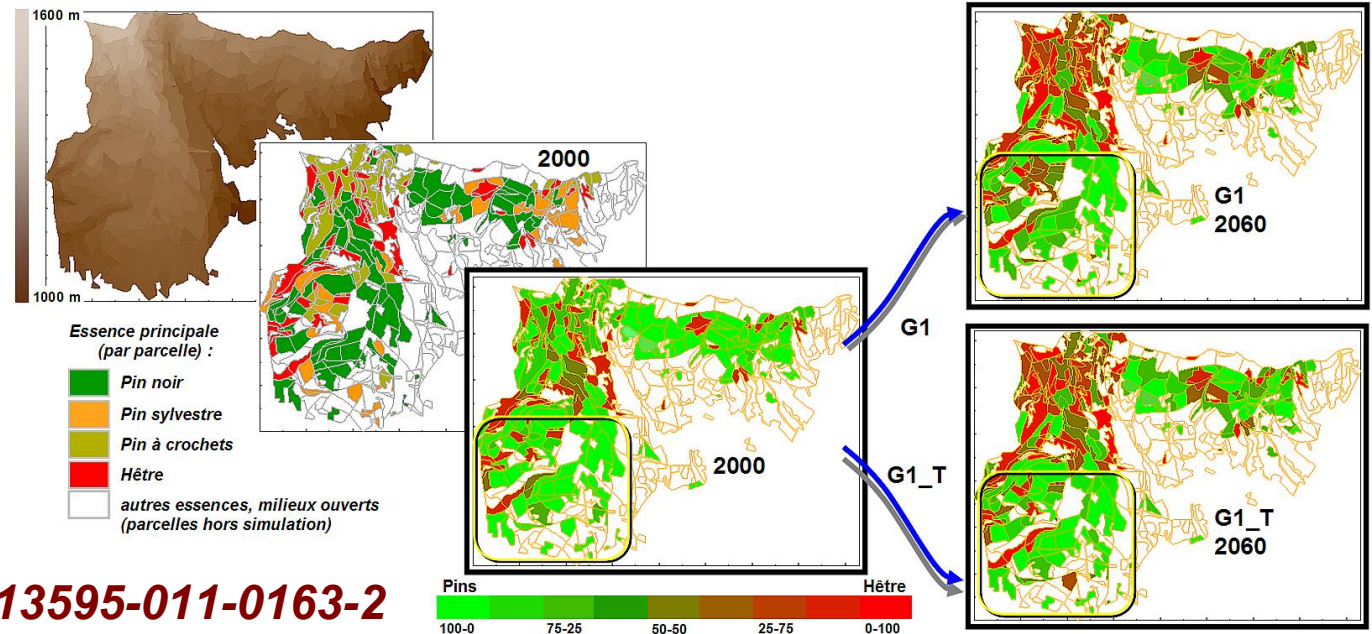 1600 m
1000 m
2000
Essence principale
(par parcelle) :
Pin noir
Pin sylvestre
Pin à crochets
Hêtre
autres essences, milieux ouverts
(parcelles hors simulation)
2000
G1
G1_T
G1
2060
G1_T
2060
Pins Hêtre
100-0 75-25 50-50 25-75 0-100
13595-011-0163-2